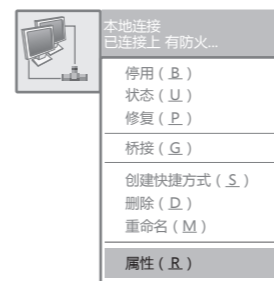 本地连接
已连接上 有防火...
停用（B）
状态（U）
修复（P）
桥接（G）
创建快捷方式（S）
删除（D）
重命名（M）
属性（R）